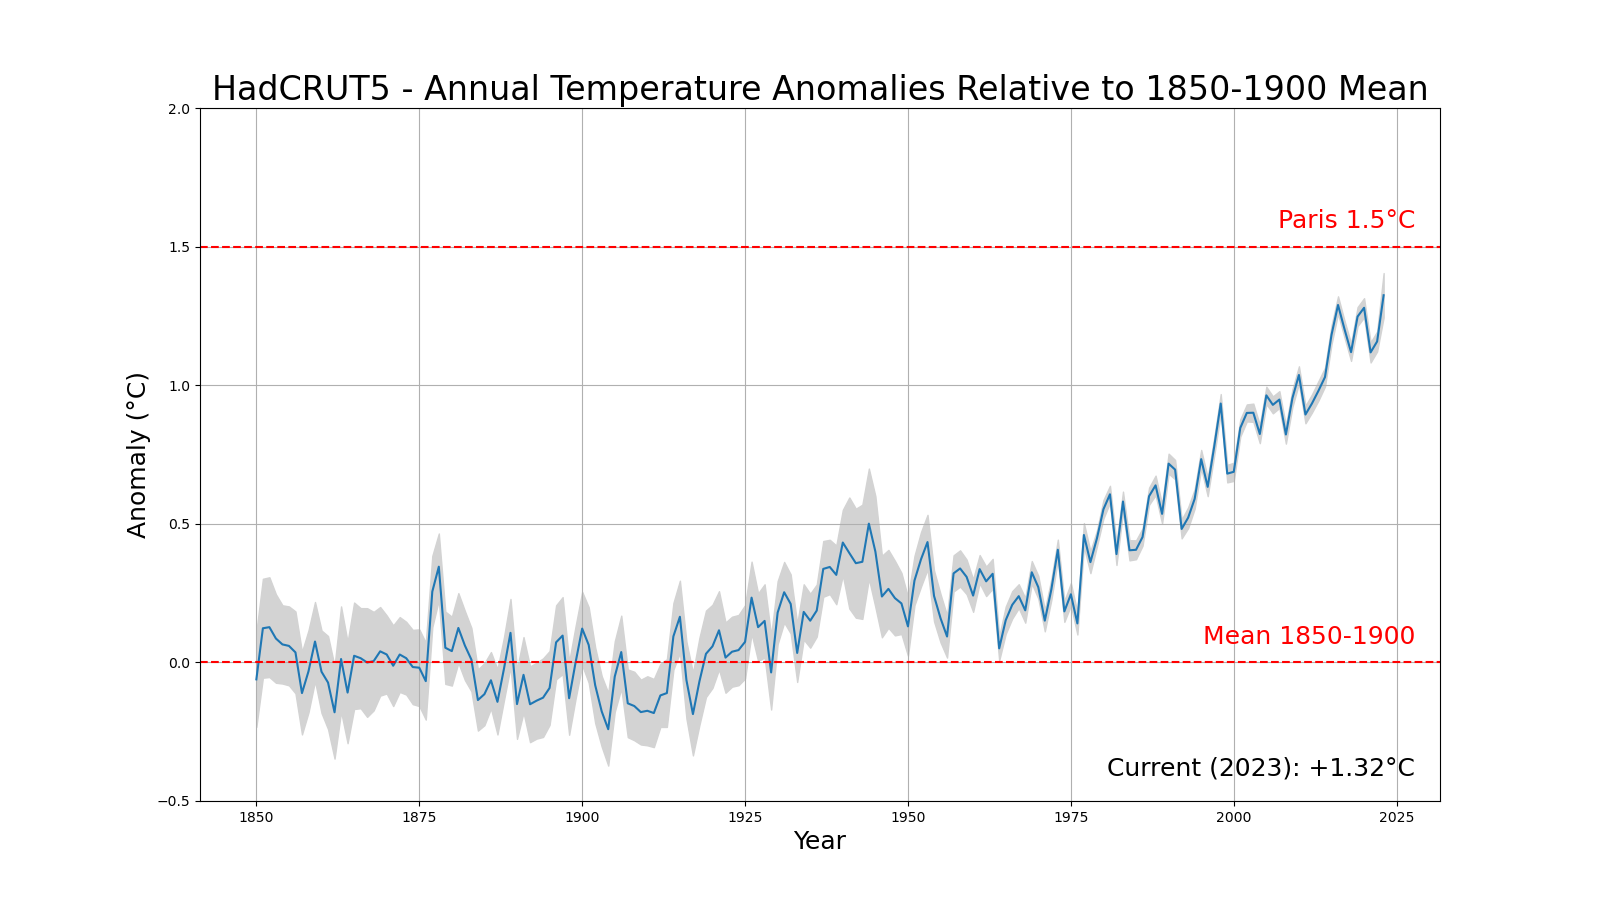 HadCRUT5 - Annual Temperature Anomalies Relative to 1850-1900 Mean
2.0
Paris 1.5°C
1.5
1.0
Anomaly (°C)
0.5
Mean 1850-1900
0.0
Current (2023): +1.32°C
−0.5
1850 1875 1900 1925 1950 1975 2000 2025
Year